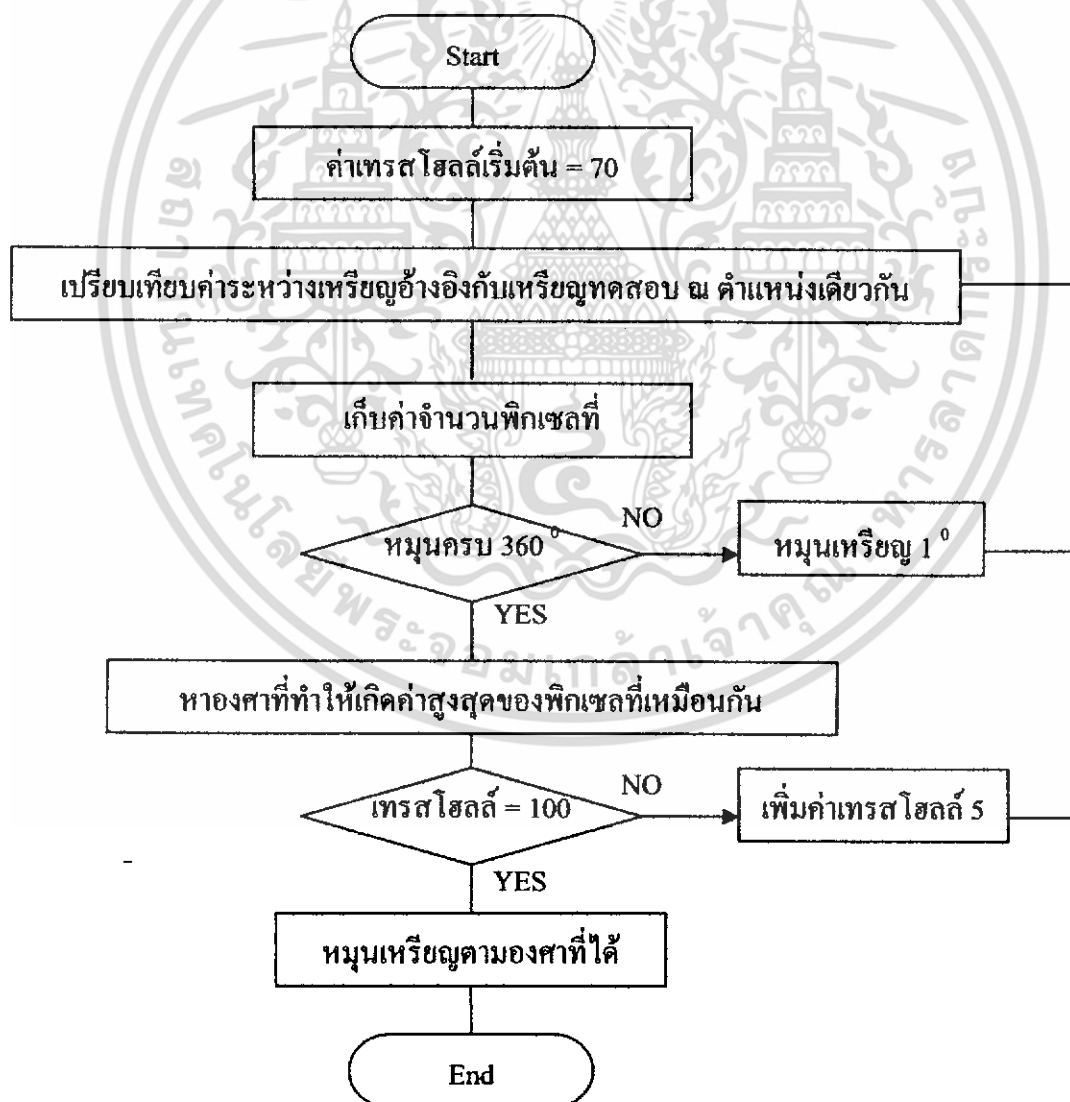 Start
ค่าเทรสโฮลล์เริ่มต้น = 70
เปรียบเทียบค่าระหว่างเหรียญอ้างอิงกับเหรียญทดสอบ ณ ตำแหน่งเดียวกัน
เก็บค่าจำนวนพิกเซลที่
หมุนครบ 360 ⁰
NO
หมุนเหรียญ 1 ⁰
YES
หาองศาที่ทำให้เกิดค่าสูงสุดของพิกเซลที่เหมือนกัน
เทรสโฮลล์ = 100
NO
เพิ่มค่าเทรสโฮลล์ 5
YES
หมุนเหรียญตามองศาที่ได้
End